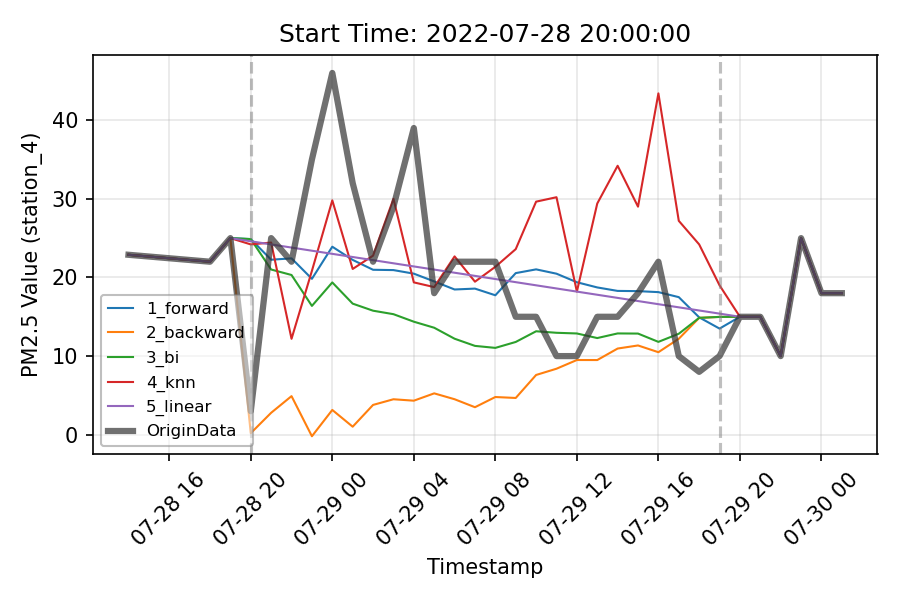 Start Time: 2022-07-28 20:00:00
PM2.5 Value (station_4)
40
30
20
10
0
1_forward
2_backward
3_bi
4_knn
5_linear
OriginData
07-28 16
07-28 20
07-29 00
07-29 04
07-29 08
07-29 12
07-29 16
07-29 20
07-30 00
Timestamp